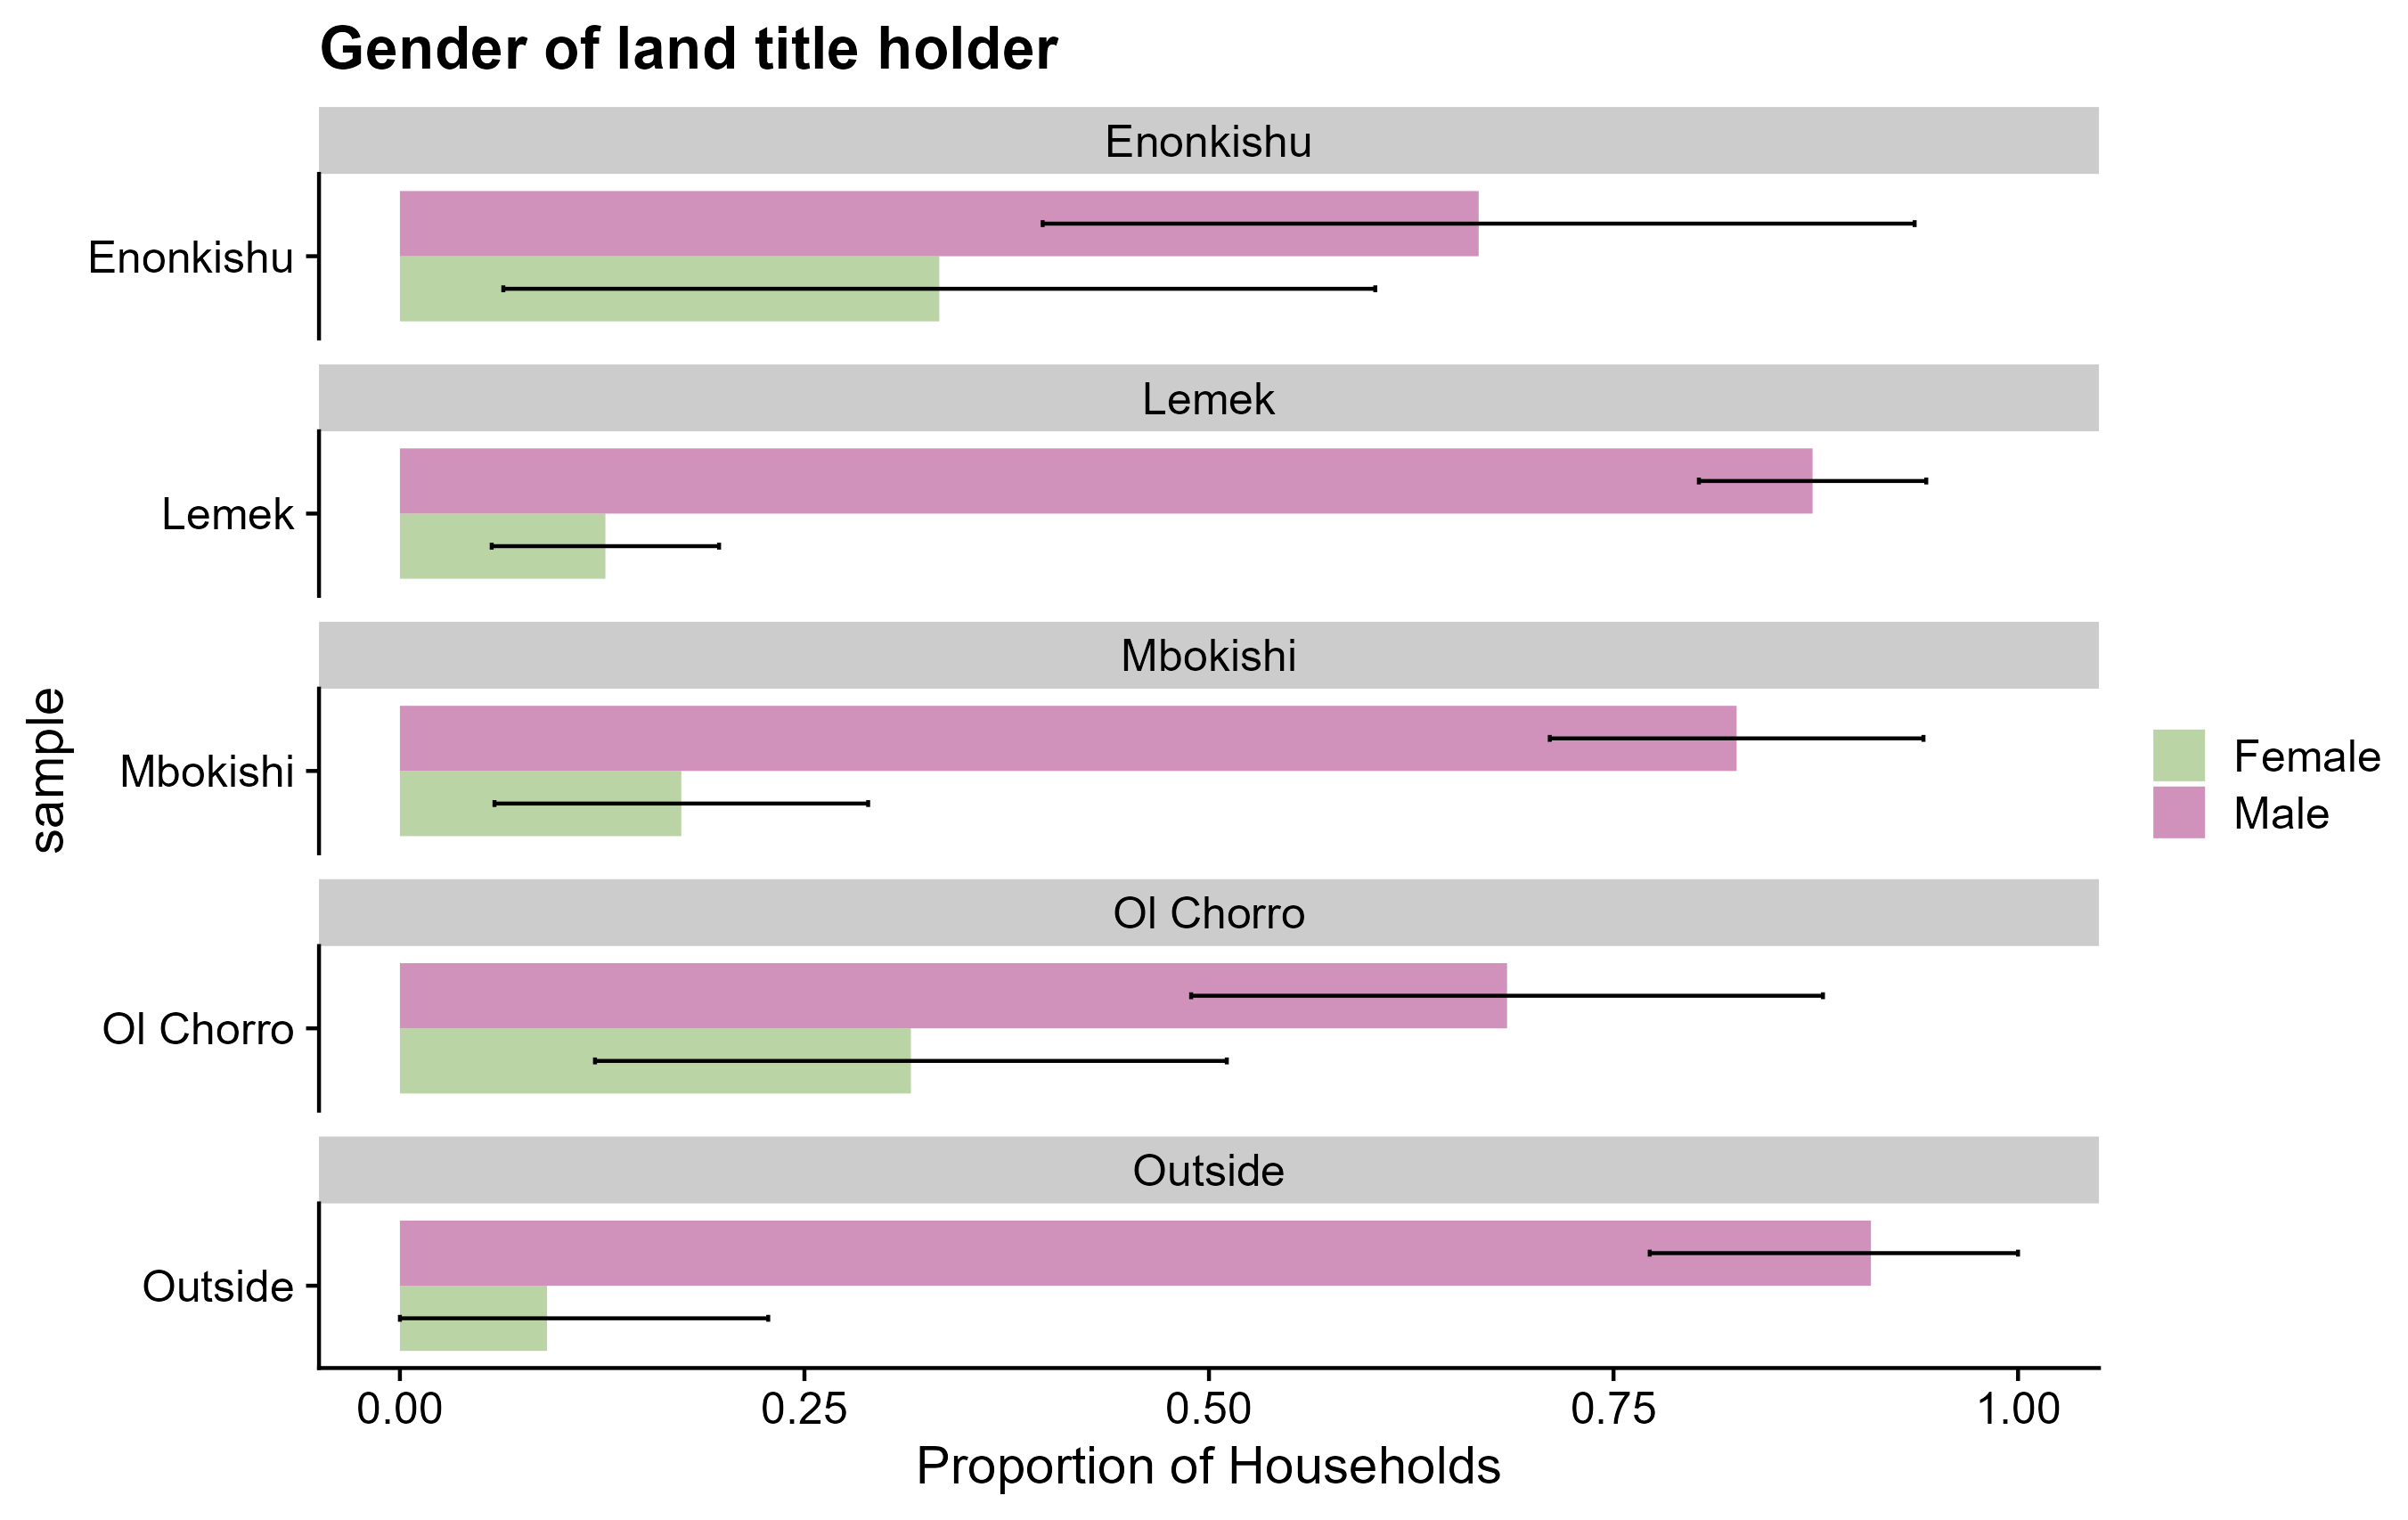 Gender of land title holder
Enonkishu
Enonkishu
Lemek
Lemek
Mbokishi
Mbokishi
Ol Chorro
Ol Chorro
Outside
Outside
sample
0.00 0.25 0.50 0.75 1.00
Proportion of Households
Female
Male